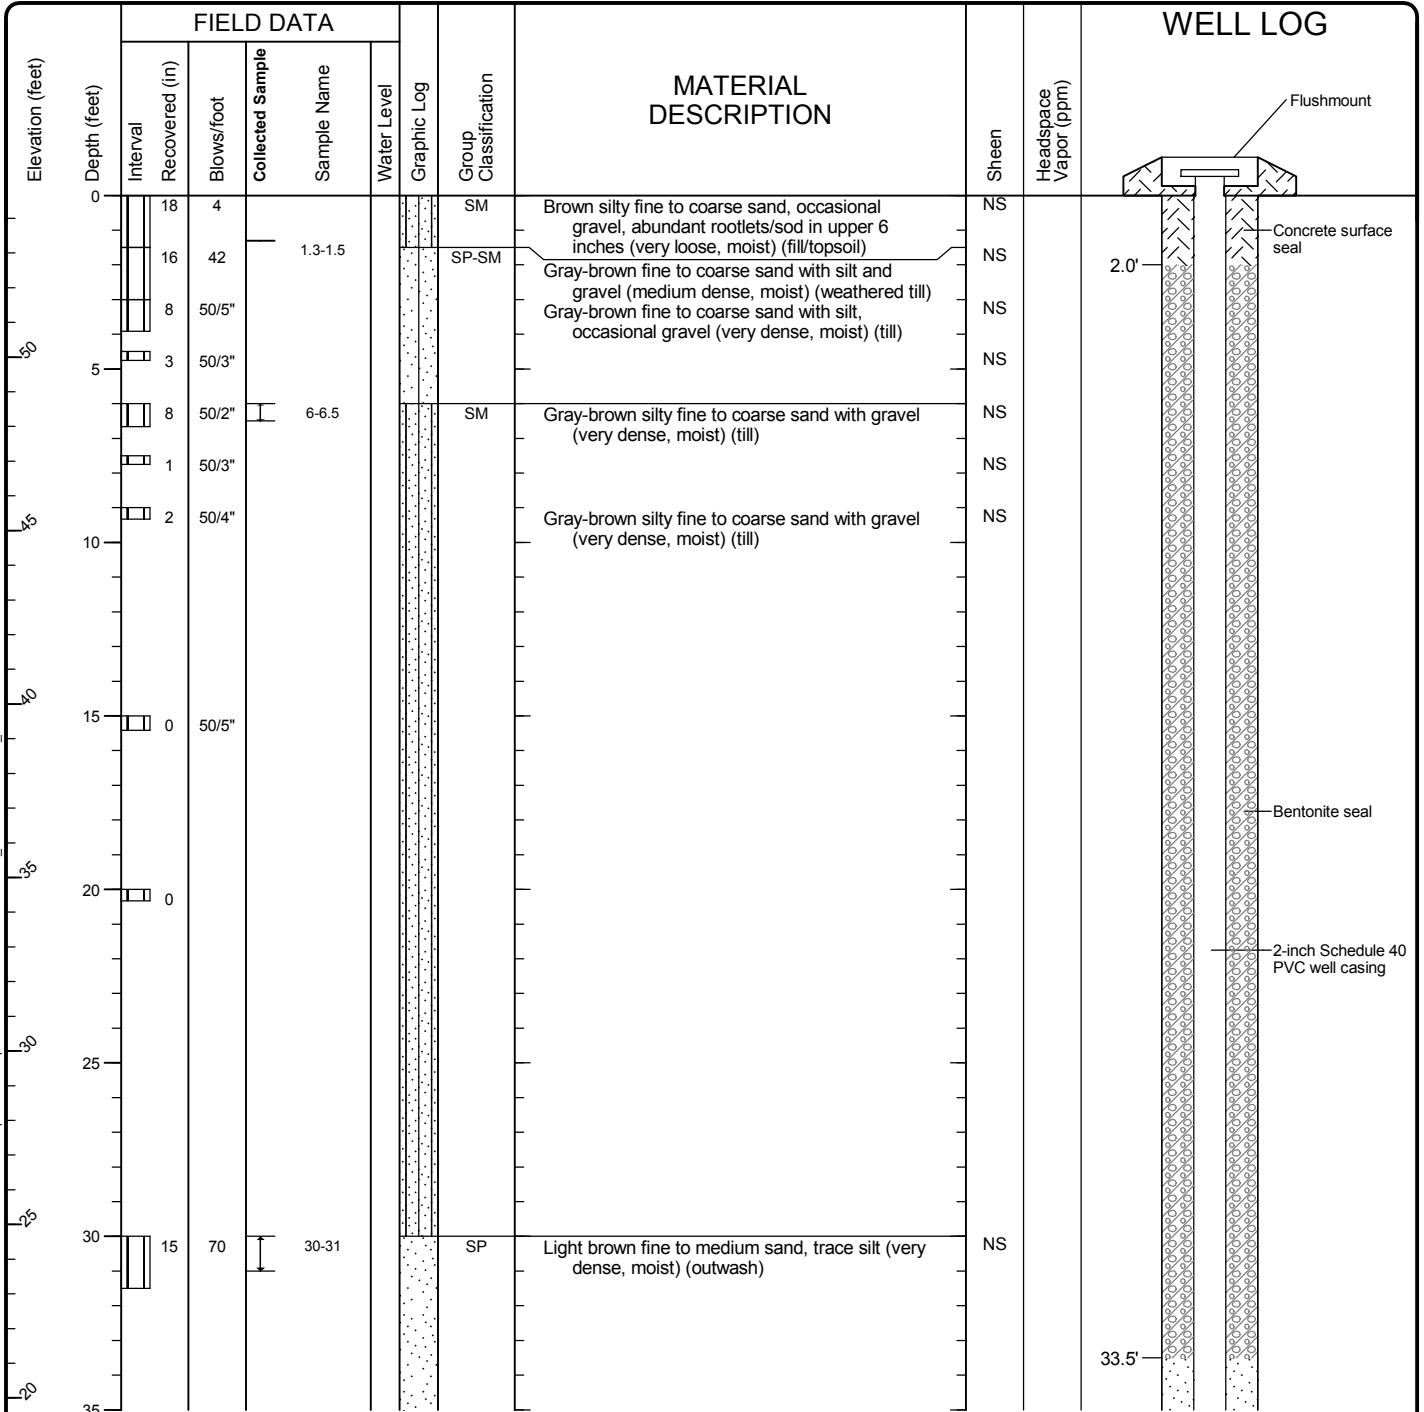 FIELD DATA
WELL LOG
Elevation (feet)
Depth (feet)
Interval
Recovered (in)
Blows/foot
Collected Sample
Sample Name
Water Level
Graphic Log
Group
Classification
MATERIAL
DESCRIPTION
Sheen
Headspace
Vapor (ppm)
Flushmount
0
18 4 SM Brown silty fine to coarse sand, occasional NS
gravel, abundant rootlets/sod in upper 6
inches (very loose, moist) (fill/topsoil)
Concrete surface
seal
1.3-1.5
16 42 SP-SM NS
2.0'
Gray-brown fine to coarse sand with silt and
gravel (medium dense, moist) (weathered till)
8 50/5" Gray-brown fine to coarse sand with silt, NS
occasional gravel (very dense, moist) (till)
50
3 50/3" NS
5
8 50/2" 6-6.5 SM Gray-brown silty fine to coarse sand with gravel NS
(very dense, moist) (till)
1 50/3" NS
45
2 50/4" Gray-brown silty fine to coarse sand with gravel NS
(very dense, moist) (till)
10
40
15
0 50/5"
Bentonite seal
35
20
0
2-inch Schedule 40
PVC well casing
30
25
25
30
15 70 30-31 SP Light brown fine to medium sand, trace silt (very NS
dense, moist) (outwash)
33.5'
20
35